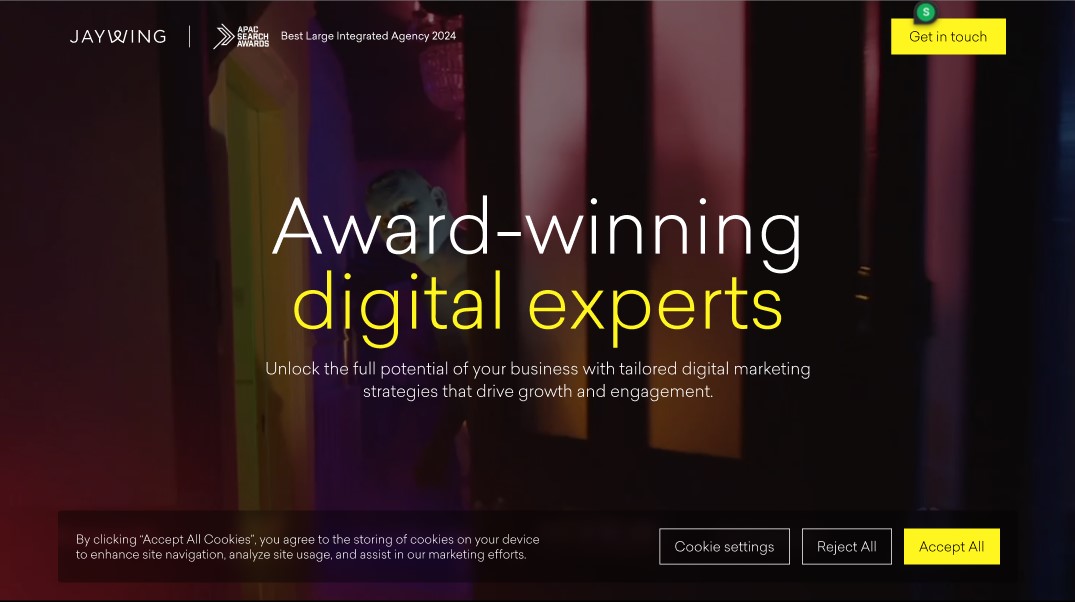 JAYWING
APAC
SEARCH
AWARDS
Best Large Integrated Agency 2024
S
Get in touch
Award-winning
digital experts
Unlock the full potential of your business with tailored digital marketing
strategies that drive growth and engagement.
By clicking “Accept All Cookies”, you agree to the storing of cookies on your device
to enhance site navigation, analyze site usage, and assist in our marketing efforts.
Cookie settings
Reject All
Accept All